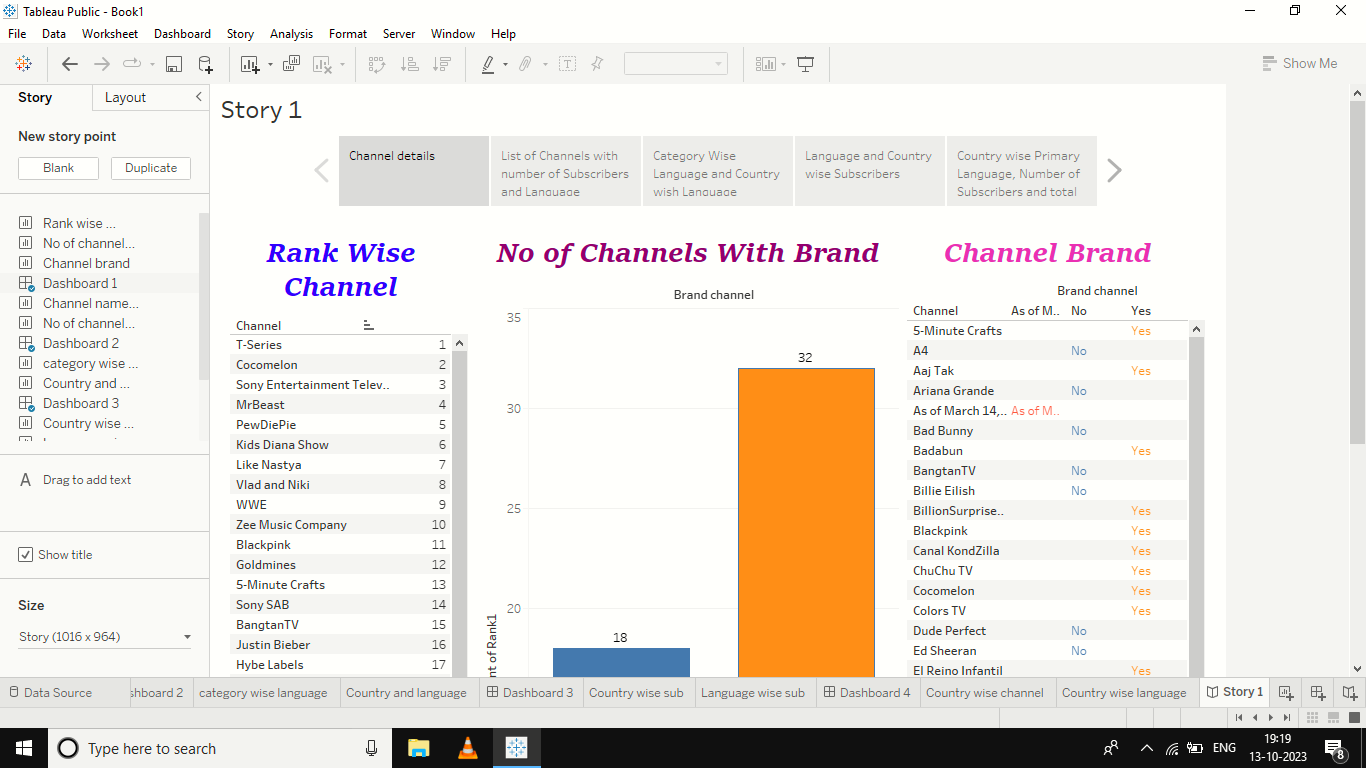 Tableau Public - Book1
File Data Worksheet Dashboard Story Analysis Format Server Window Help
Show Me
Story Layout
New story point
Blank Duplicate
Rank wise ...
No of channel...
Channel brand
Dashboard 1
Channel name...
No of channel...
Dashboard 2
category wise ...
Country and ...
Dashboard 3
Country wise ...
A Drag to add text
Show title
Size
Story (1016 x 964)
Story 1
Channel details
List of Channels with
number of Subscribers
and Language
Category Wise
Language and Country
wish Language
Language and Country
wise Subscribers
Country wise Primary
Language, Number of
Subscribers and total
Rank Wise
Channel
Channel
T-Series 1
Cocomelon 2
Sony Entertainment Telev.. 3
MrBeast 4
PewDiePie 5
Kids Diana Show 6
Like Nastya 7
Vlad and Niki 8
WWE 9
Zee Music Company 10
Blackpink 11
Goldmines 12
5-Minute Crafts 13
Sony SAB 14
BangtanTV 15
Justin Bieber 16
Hybe Labels 17
No of Channels With Brand
Brand channel
35
30
25
20
nt of Rank1
18
32
Channel Brand
Brand channel
Channel As of M.. No Yes
5-Minute Crafts Yes
A4 No
Aaj Tak Yes
Ariana Grande No
As of March 14,.. As of M..
Bad Bunny No
Badabun Yes
BangtanTV No
Billie Eilish No
BillionSurprise.. Yes
Blackpink Yes
Canal KondZilla Yes
ChuChu TV Yes
Cocomelon Yes
Colors TV Yes
Dude Perfect No
Ed Sheeran No
El Reino Infantil Yes
Data Source shboard 2 category wise language Country and language Dashboard 3 Country wise sub Language wise sub Dashboard 4 Country wise channel Country wise language Story 1
Type here to search
ENG
19:19
13-10-2023
8